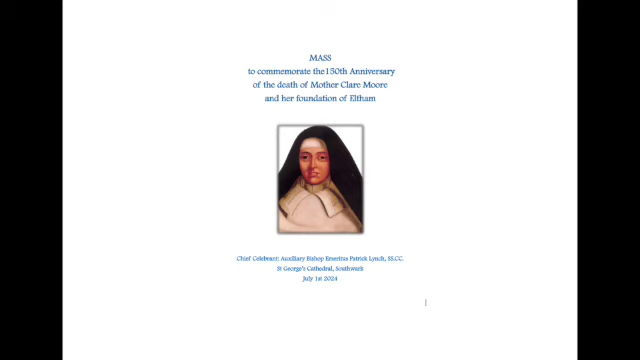 MASS
to commemorate the150th Anniversary
of the death of Mother Clare Moore
and her foundation of Eltham
Chief Celebrant: Auxiliary Bishop Emeritus Patrick Lynch, SS.CC.
St George's Cathedral, Southwark
July 1st 2024